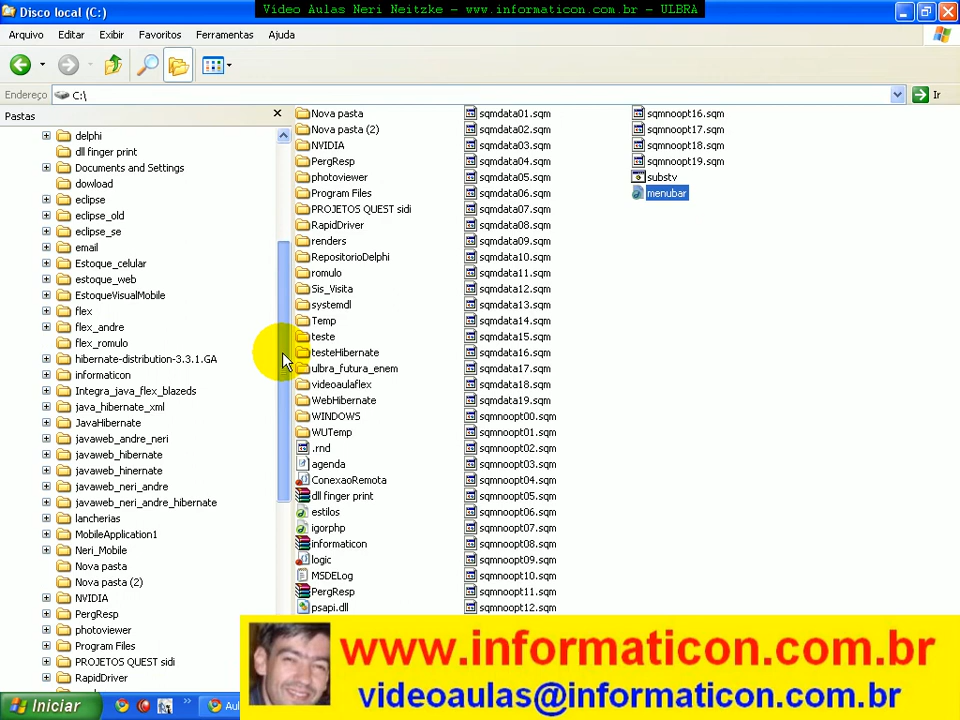 Disco local (C:)
Video Aulas Neri Neitzke - www.informaticon.com.br - ULBRA
Arquivo Editar Exibir Favoritos Ferramentas Ajuda
Endereço C:\ Ir
Pastas
delphi
dll finger print
Documents and Settings
dowload
eclipse
eclipse_old
eclipse_se
email
Estoque_celular
estoque_web
EstoqueVisualMobile
flex
flex_andre
flex_romulo
hibernate-distribution-3.3.1.GA
informaticon
Integra_java_flex_blazeds
java_hibernate_xml
JavaHibernate
javaweb_andre_neri
javaweb_hibernate
javaweb_hinernate
javaweb_neri_andre
javaweb_neri_andre_hibernate
lancherias
MobileApplication1
Neri_Mobile
Nova pasta
Nova pasta (2)
NVIDIA
PergResp
photoviewer
Program Files
PROJETOS QUEST sidi
RapidDriver
Nova pasta
Nova pasta (2)
NVIDIA
PergResp
photoviewer
Program Files
PROJETOS QUEST sidi
RapidDriver
renders
RepositorioDelphi
romulo
Sis_Visita
systemdl
Temp
teste
testeHibernate
ulbra_futura_enem
videoaulaflex
WebHibernate
WINDOWS
WUTemp
.rnd
agenda
ConexaoRemota
dll finger print
estilos
igorphp
informaticon
logic
MSDELog
PergResp
psapi.dll
sqmdata01.sqm
sqmdata02.sqm
sqmdata03.sqm
sqmdata04.sqm
sqmdata05.sqm
sqmdata06.sqm
sqmdata07.sqm
sqmdata08.sqm
sqmdata09.sqm
sqmdata10.sqm
sqmdata11.sqm
sqmdata12.sqm
sqmdata13.sqm
sqmdata14.sqm
sqmdata15.sqm
sqmdata16.sqm
sqmdata17.sqm
sqmdata18.sqm
sqmdata19.sqm
sqmnoopt00.sqm
sqmnoopt01.sqm
sqmnoopt02.sqm
sqmnoopt03.sqm
sqmnoopt04.sqm
sqmnoopt05.sqm
sqmnoopt06.sqm
sqmnoopt07.sqm
sqmnoopt08.sqm
sqmnoopt09.sqm
sqmnoopt10.sqm
sqmnoopt11.sqm
sqmnoopt12.sqm
sqmnoopt16.sqm
sqmnoopt17.sqm
sqmnoopt18.sqm
sqmnoopt19.sqm
substv
menubar
www.informaticon.com.br
videoaulas@informaticon.com.br
Iniciar
Au